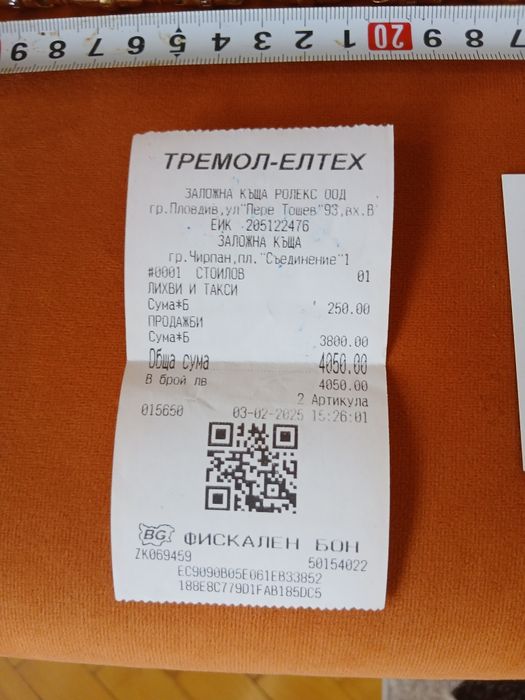 9 8 7 6 5 4 3 2 1 20 9 8 7
ТРЕМОЛ-ЕЛТЕХ
ЗАЛОЖНА КЪЩА РОЛЕКС ООД
гр.Пловдив,ул"Пере Тошев"93,вх.В
ЕИК 205122476
ЗАЛОЖНА КЪЩА
гр.Чирпан,пл."Съединение"1
#0001 СТОИЛОВ 01
ЛИХВИ И ТАКСИ
Сума*Б 250.00
ПРОДАЖБИ
Сума*Б 3800.00
Обща сума 4050.00
В брой лв 4050.00
2 Артикула
015650 03-02-2025 15:26:01
BG ФИСКАЛЕН БОН
ZK069459 50154022
EC9090B05E061EB33852
188E8C779D1FAB185DC5